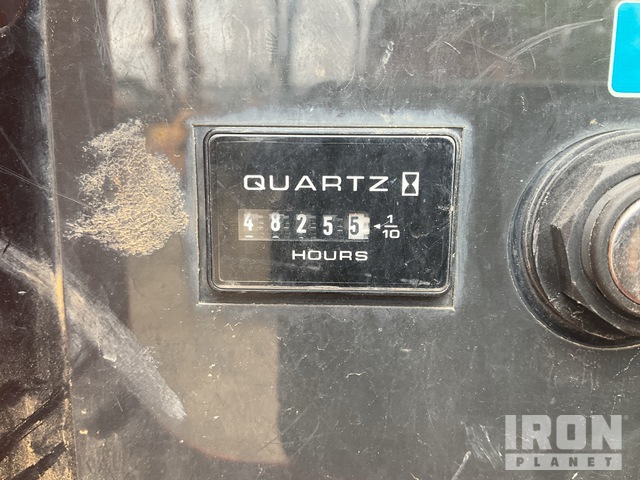 QUARTZ
48255 1/10
HOURS
IRON
PLANET